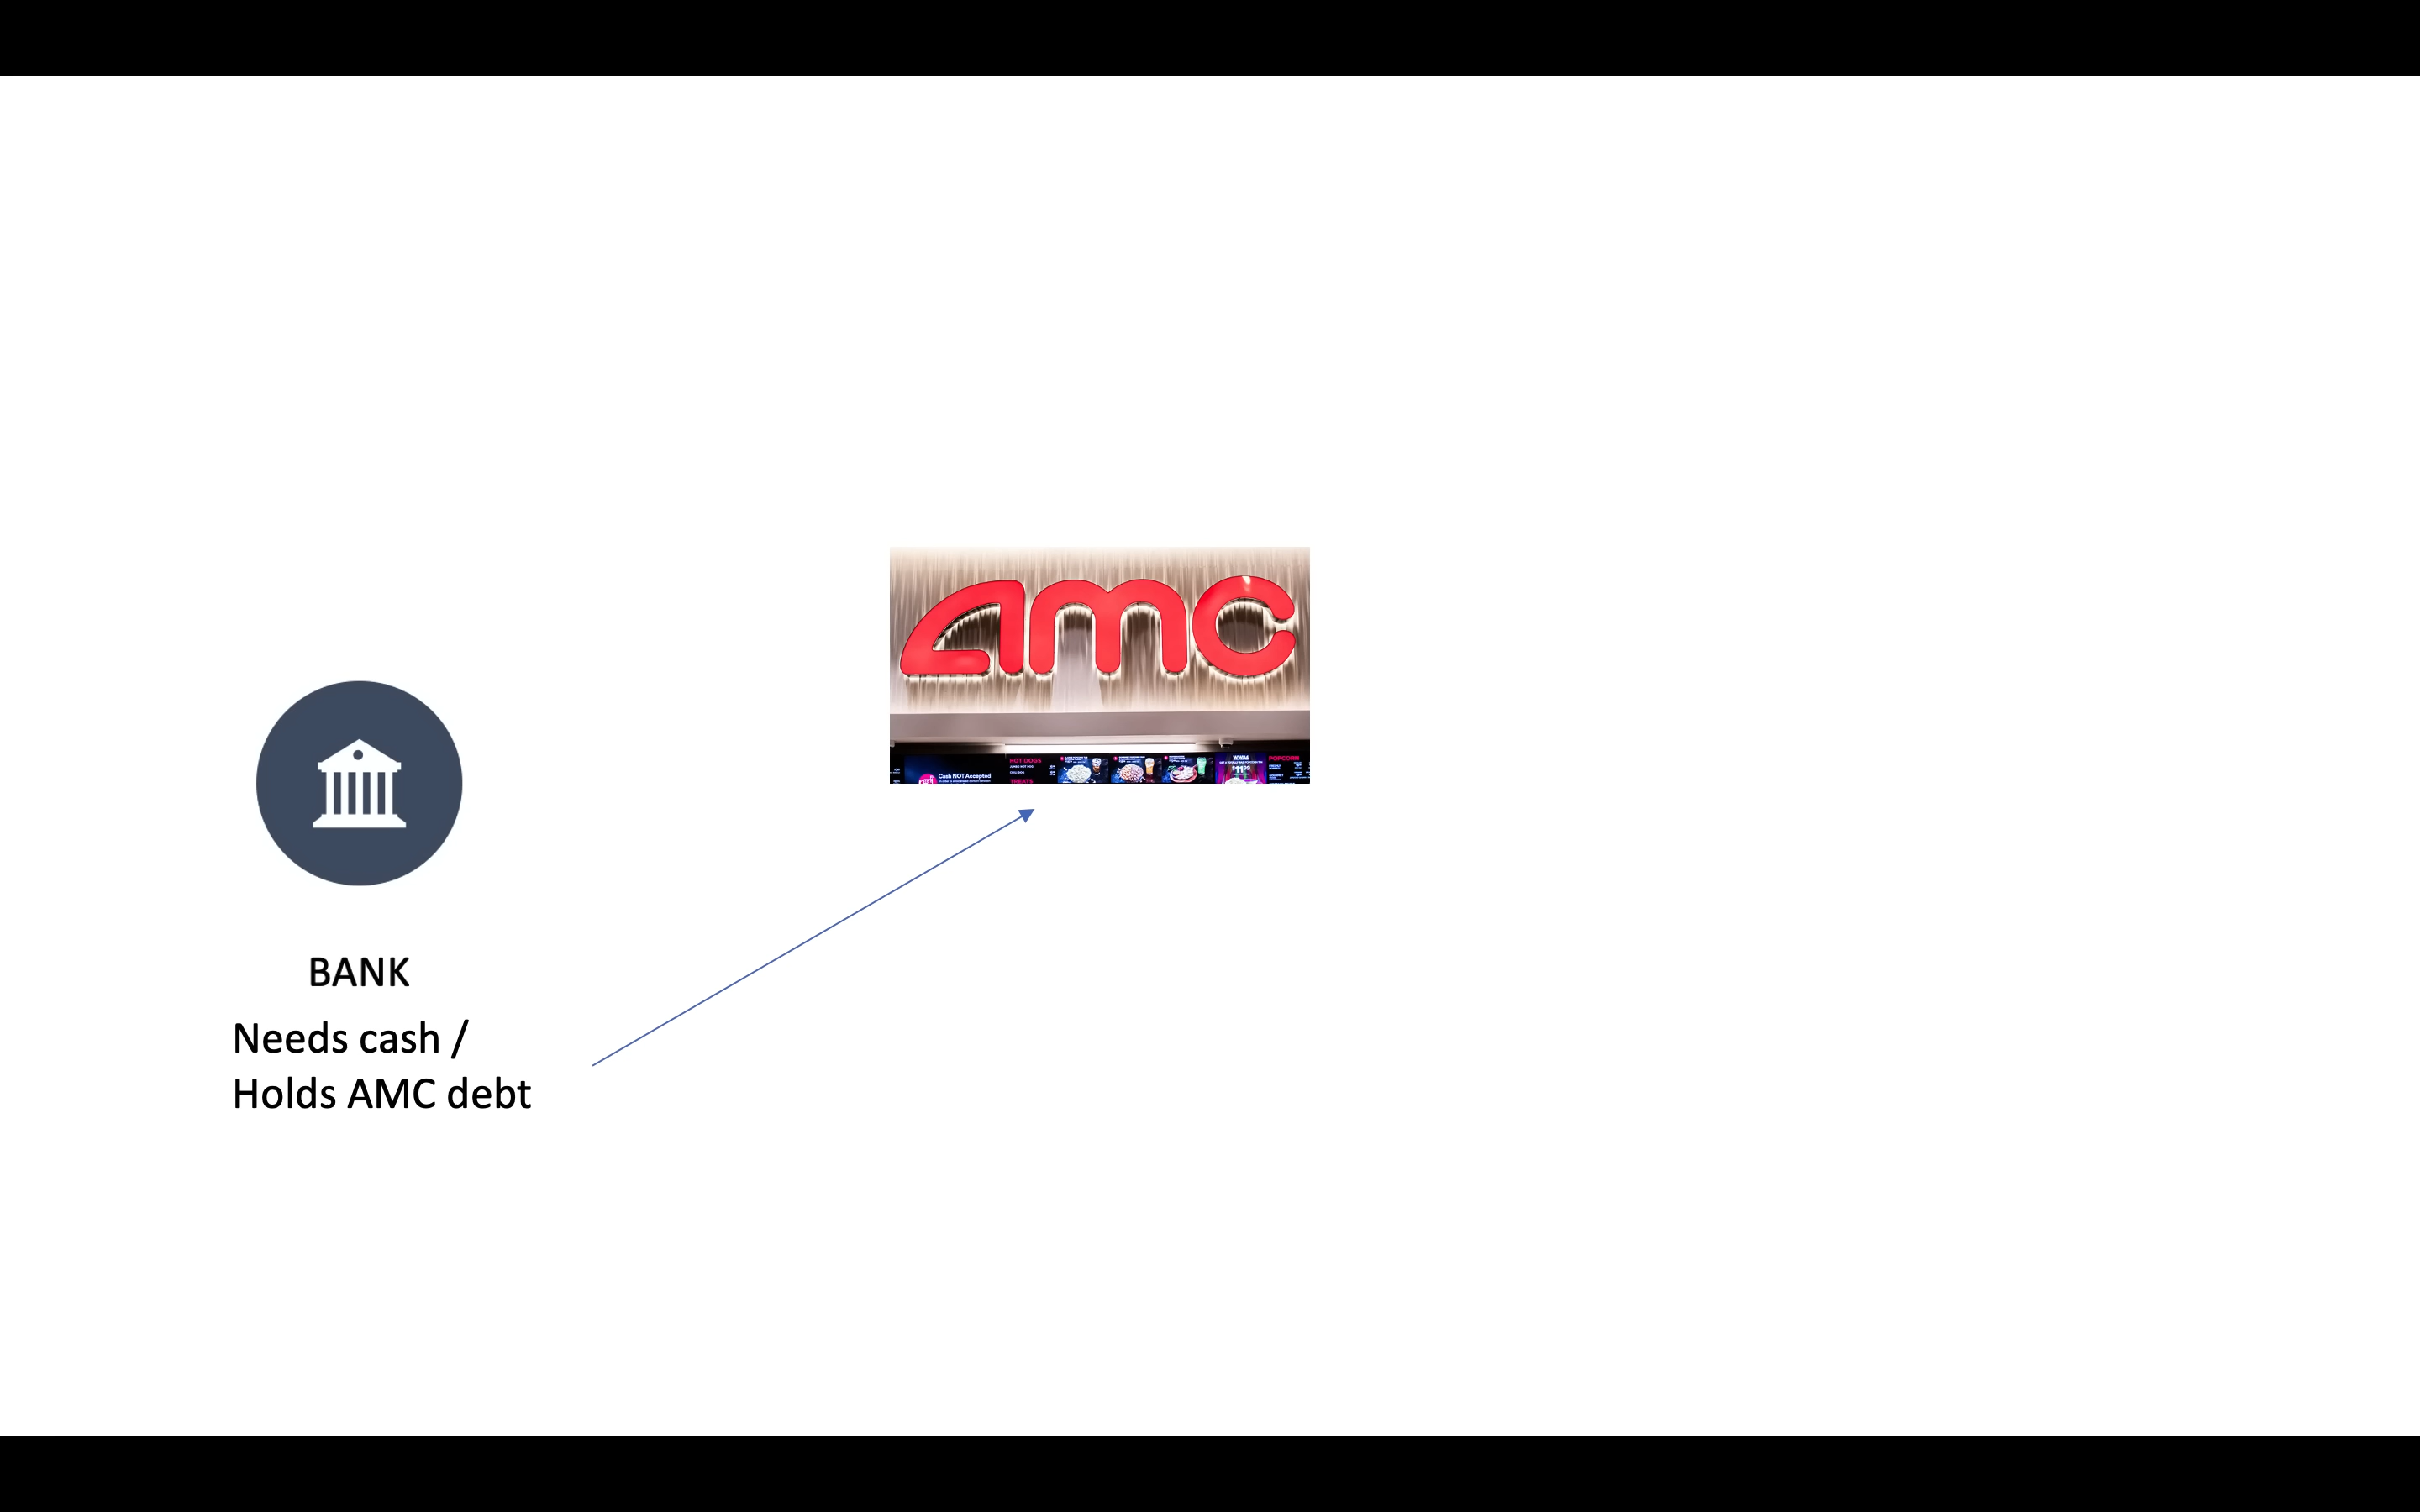 amc
Cash NOT Accepted
HOT DOGS
TREATS
POPCORN
BANK
Needs cash /
Holds AMC debt